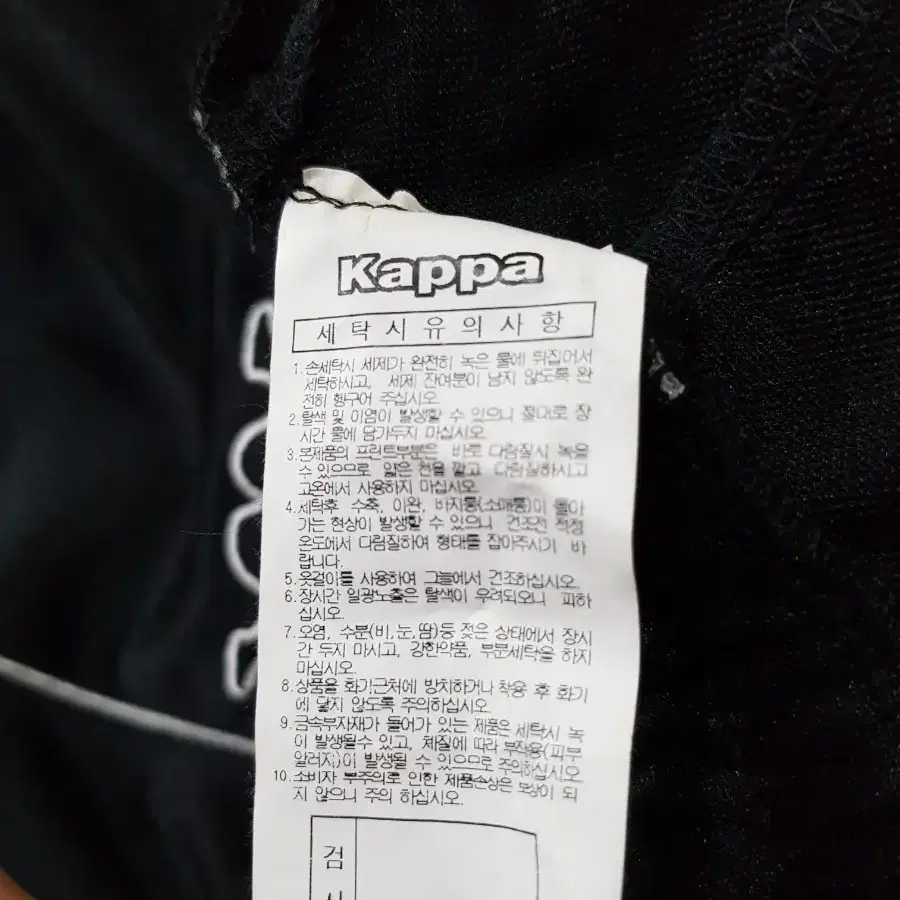 Kappa
세탁시유의사항
1. 손세탁시 세제가 완전히 녹은 물에 뒤집어서
세탁하시고, 세제 잔여분이 남지 않도록 완
전히 헹구어 주십시오.
2. 탈색 및 이염이 발생할 수 있으니 절대로 장
시간 물에 담가두지 마십시오.
3. 본제품의 프린트부분은 바로 다림질시 녹을
수 있으므로 얇은 천을 깔고 다림질하시고
고온에서 사용하지 마십시오.
4. 세탁후 수축, 이완, 바지통(소매통)이 돌아
가는 현상이 발생할 수 있으니 건조전 적정
온도에서 다림질하여 형태를 잡아주시기 바
랍니다.
5. 옷걸이를 사용하여 그늘에서 건조하십시오.
6. 장시간 일광노출은 탈색이 우려되오니 피하
십시오.
7. 오염, 수분(비,눈,땀)등 젖은 상태에서 장시
간 두지 마시고, 강한약품, 부분세탁을 하지
마십시오.
8. 상품을 화기근처에 방치하거나 착용 후 화기
에 닿지 않도록 주의하십시오.
9. 금속부자재가 들어가 있는 제품은 세탁시 녹
이 발생될수 있고, 체질에 따라 부작용(피부
알러지)이 발생될 수 있으므로 주의하십시오.
10. 소비자 부주의로 인한 제품손상은 보상이 되
지 않으니 주의 하십시오.
검